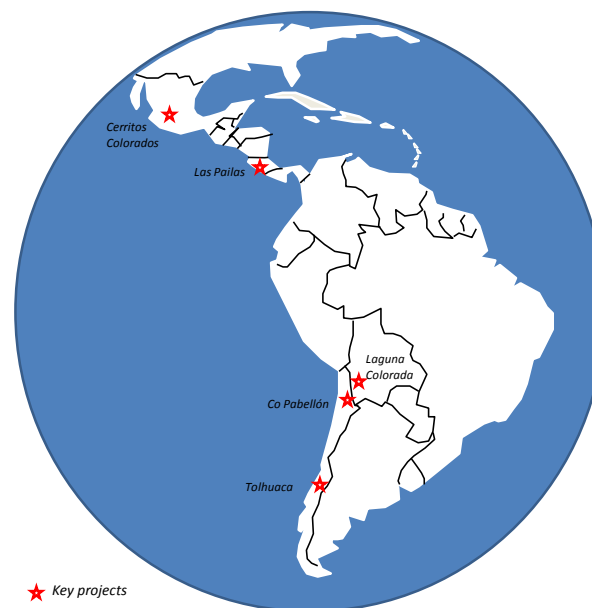 Cerritos
Colorados
Las Pailas
Laguna
Colorada
Co Pabellón
Tolhuaca
Key projects